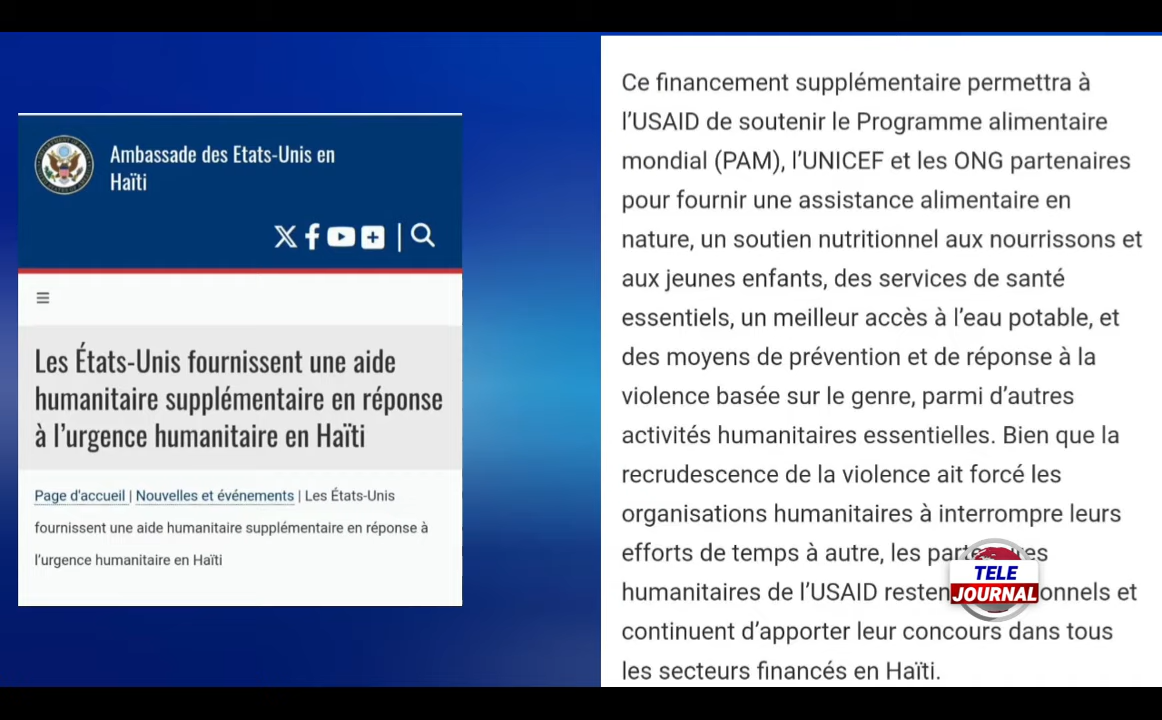 Ambassade des Etats-Unis en
Haïti
Les États-Unis fournissent une aide
humanitaire supplémentaire en réponse
à l'urgence humanitaire en Haïti
Page d'accueil | Nouvelles et événements | Les États-Unis
fournissent une aide humanitaire supplémentaire en réponse à
l'urgence humanitaire en Haïti
Ce financement supplémentaire permettra à
l'USAID de soutenir le Programme alimentaire
mondial (PAM), l'UNICEF et les ONG partenaires
pour fournir une assistance alimentaire en
nature, un soutien nutritionnel aux nourrissons et
aux jeunes enfants, des services de santé
essentiels, un meilleur accès à l'eau potable, et
des moyens de prévention et de réponse à la
violence basée sur le genre, parmi d'autres
activités humanitaires essentielles. Bien que la
recrudescence de la violence ait forcé les
organisations humanitaires à interrompre leurs
efforts de temps à autre, les
humanitaires de l'USAID et
continuent d'apporter leur concours dans tous
les secteurs financés en Haïti.
TELE
JOURNAL